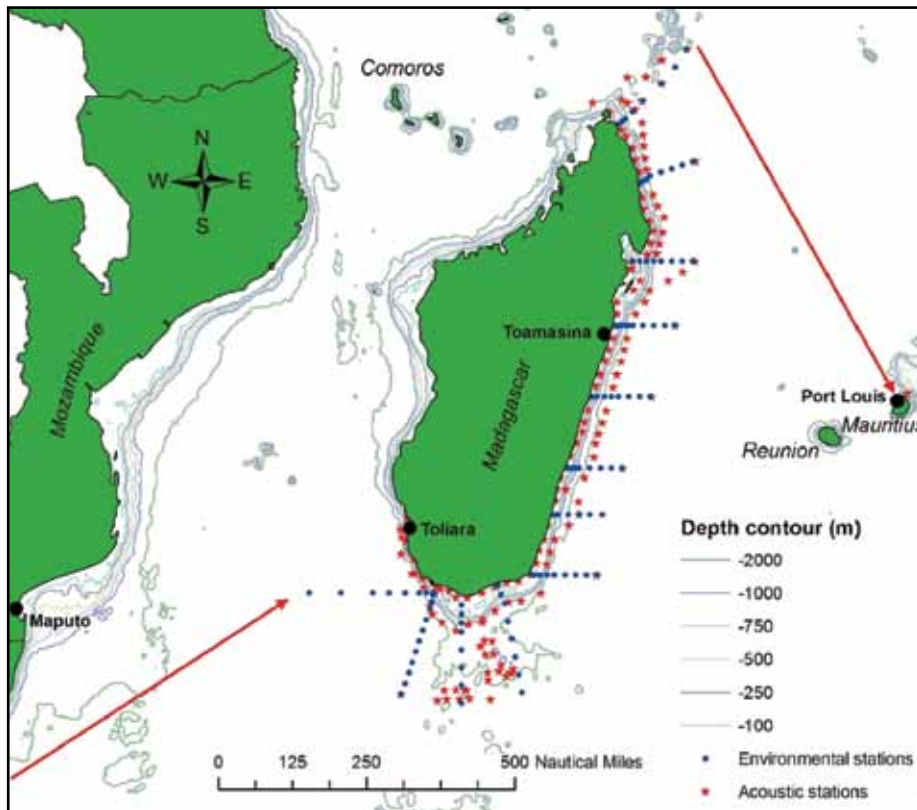 Comoros
N
W E
S
Mozambique
Toamasina
Madagascar
Port Louis
Mauritius
Reunion
Toliara
Maputo
Depth contour (m)
-2000
-1000
-750
-500
-250
-100
0 125 250 500 Nautical Miles
Environmental stations
Acoustic stations